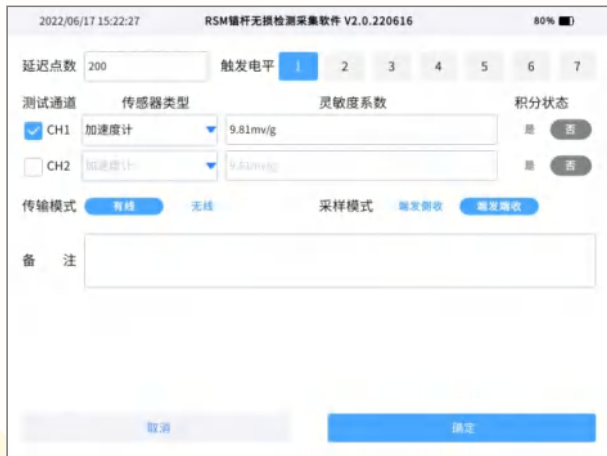 2022/06/17 15:22:27 RSM锚杆无损检测采集软件 V2.0.220616 80%
延迟点数 200 触发电平 1 2 3 4 5 6 7
测试通道 传感器类型 灵敏度系数 积分状态
CH1 加速度计 9.81mv/g 是 否
CH2 加速度计 9.81mv/g 是 否
传输模式 有线 无线 采样模式 端发侧收 端发端收
备 注
取消 确定